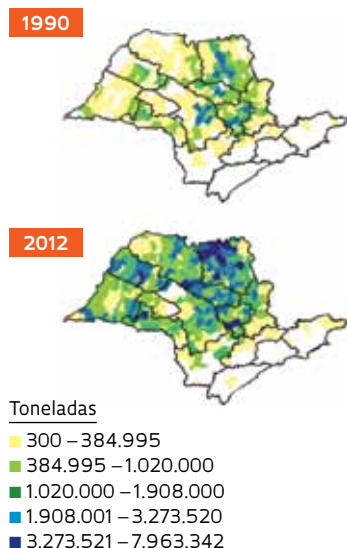 1990
2012
Toneladas
300 – 384.995
384.995 – 1.020.000
1.020.000 – 1.908.000
1.908.001 – 3.273.520
3.273.521 – 7.963.342